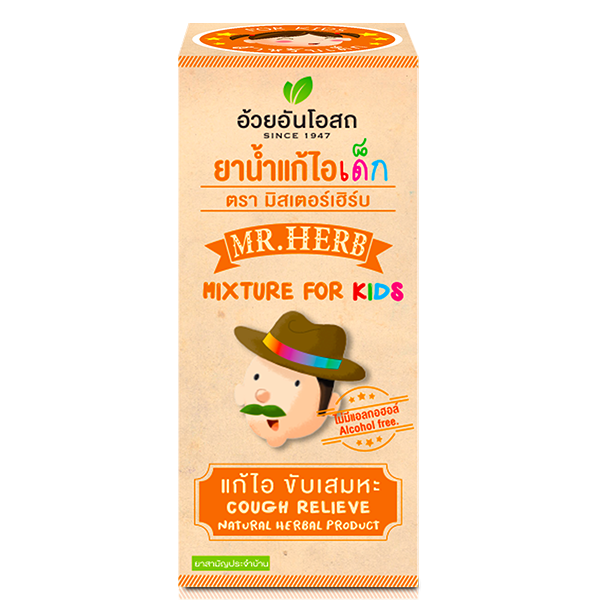 FOR KIDS
อ้วยอันโอสถ
SINCE 1947
ยาน้ำแก้ไอเด็ก
ตรา มิสเตอร์เฮิร์บ
MR. HERB
MIXTURE FOR KIDS
ไม่มีแอลกอฮอล์
Alcohol free.
แก้ไอ ขับเสมหะ
COUGH RELIEVE
NATURAL HERBAL PRODUCT
ยาสามัญประจำบ้าน